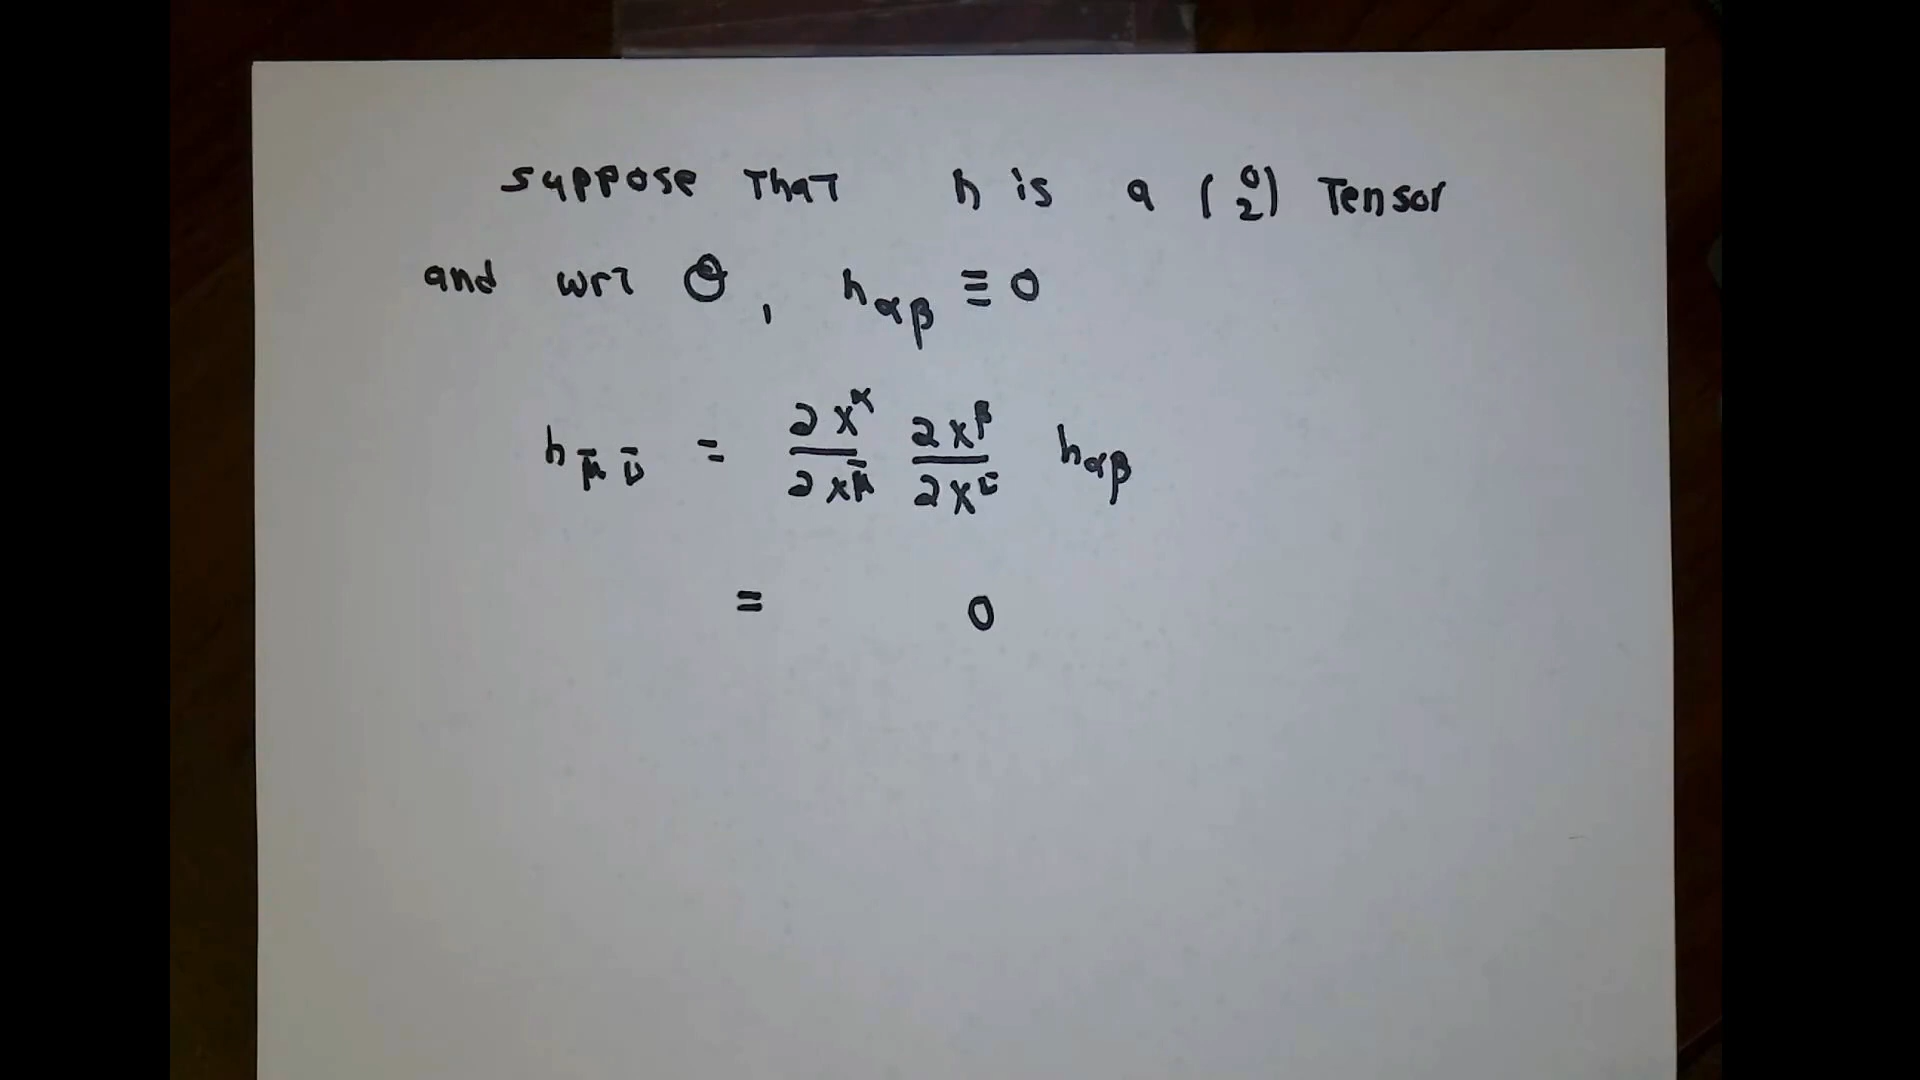 suppose that h is a (0 2) Tensor
and wrt O, h_αβ ≡ 0
h_μ̄ν̄ = ∂x^α/∂x^μ̄ ∂x^β/∂x^ν̄ h_αβ
= 0